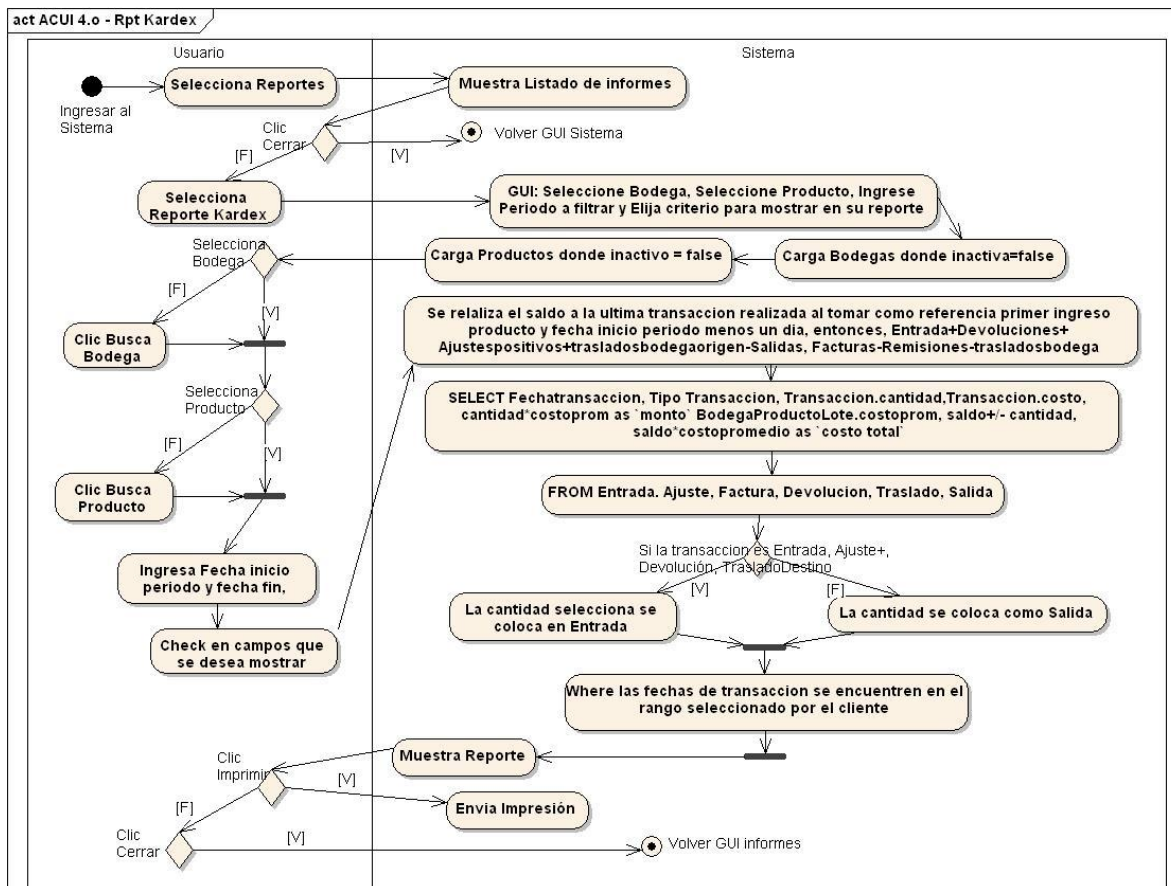 act ACUI 4.o - Rpt Kardex
Usuario
Sistema
Ingresar al
Sistema
Selecciona Reportes
Muestra Listado de informes
Clic
Cerrar
[V]
Volver GUI Sistema
[F]
Selecciona
Reporte Kardex
GUI: Seleccione Bodega, Seleccione Producto, Ingrese
Periodo a filtrar y Elija criterio para mostrar en su reporte
Carga Bodegas donde inactiva=false
Carga Productos donde inactivo = false
Selecciona
Bodega
[F]
[V]
Clic Busca
Bodega
Selecciona
Producto
[F]
[V]
Clic Busca
Producto
Ingresa Fecha inicio
periodo y fecha fin,
Check en campos que
se desea mostrar
Se relaliza el saldo a la ultima transaccion realizada al tomar como referencia primer ingreso
producto y fecha inicio periodo menos un día, entonces, Entrada+Devoluciones+
Ajustespositivos+trasladosbodegaorigen-Salidas, Facturas-Remisiones-trasladosbodega
SELECT Fechatransaccion, Tipo Transaccion, Transaccion.cantidad,Transaccion.costo,
cantidad*costoprom as `monto` BodegaProductoLote.costoprom, saldo+/- cantidad,
saldo*costopromedio as `costo total`
FROM Entrada. Ajuste, Factura, Devolucion, Traslado, Salida
Si la transaccion es Entrada, Ajuste+,
Devolución, TrasladoDestino
[V]
[F]
La cantidad selecciona se
coloca en Entrada
La cantidad se coloca como Salida
Where las fechas de transaccion se encuentren en el
rango seleccionado por el cliente
Muestra Reporte
Clic
Imprimir
[V]
Envia Impresión
[F]
Clic
Cerrar
[V]
Volver GUI informes